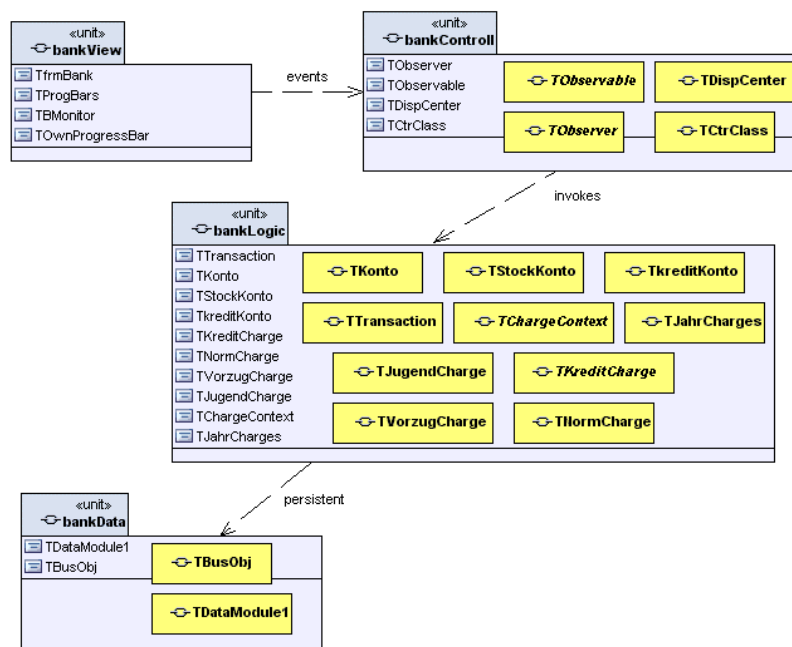 «unit»
bankView
TfrmBank
TProgBars
TBMonitor
TOwnProgressBar
events
«unit»
bankControll
TObserver
TObservable
TDispCenter
TCtrClass
TObservable
TDispCenter
TObserver
TCtrClass
invokes
«unit»
bankLogic
TTransaction
TKonto
TStockKonto
TkreditKonto
TKreditCharge
TNormCharge
TVorzugCharge
TJugendCharge
TChargeContext
TJahrCharges
TKonto
TStockKonto
TkreditKonto
TTransaction
TChargeContext
TJahrCharges
TJugendCharge
TKreditCharge
TVorzugCharge
TNormCharge
persistent
«unit»
bankData
TDataModule1
TBusObj
TBusObj
TDataModule1